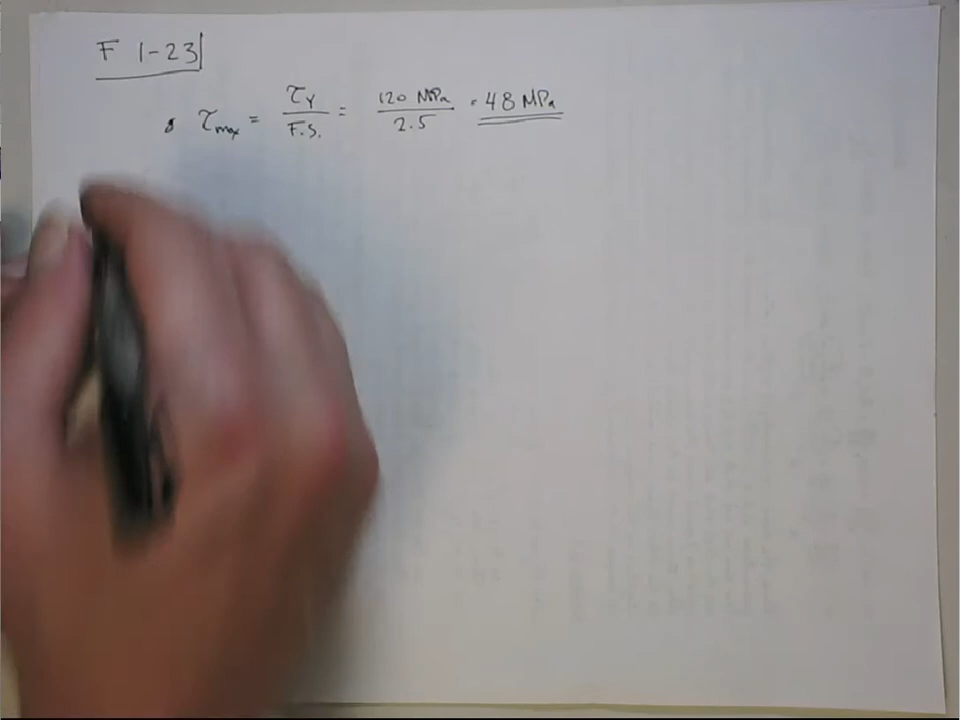 F 1-23
τmax = τY / F.S. = 120 MPa / 2.5 = 48 MPa